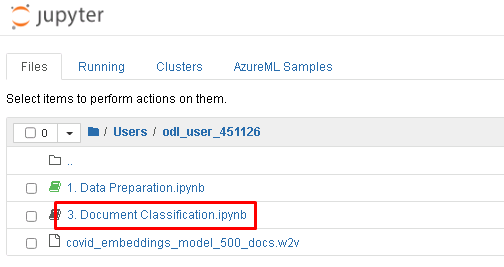 jupyter
Files Running Clusters AzureML Samples
Select items to perform actions on them.
0 / Users / odl_user_451126
..
1. Data Preparation.ipynb
3. Document Classification.ipynb
covid_embeddings_model_500_docs.w2v